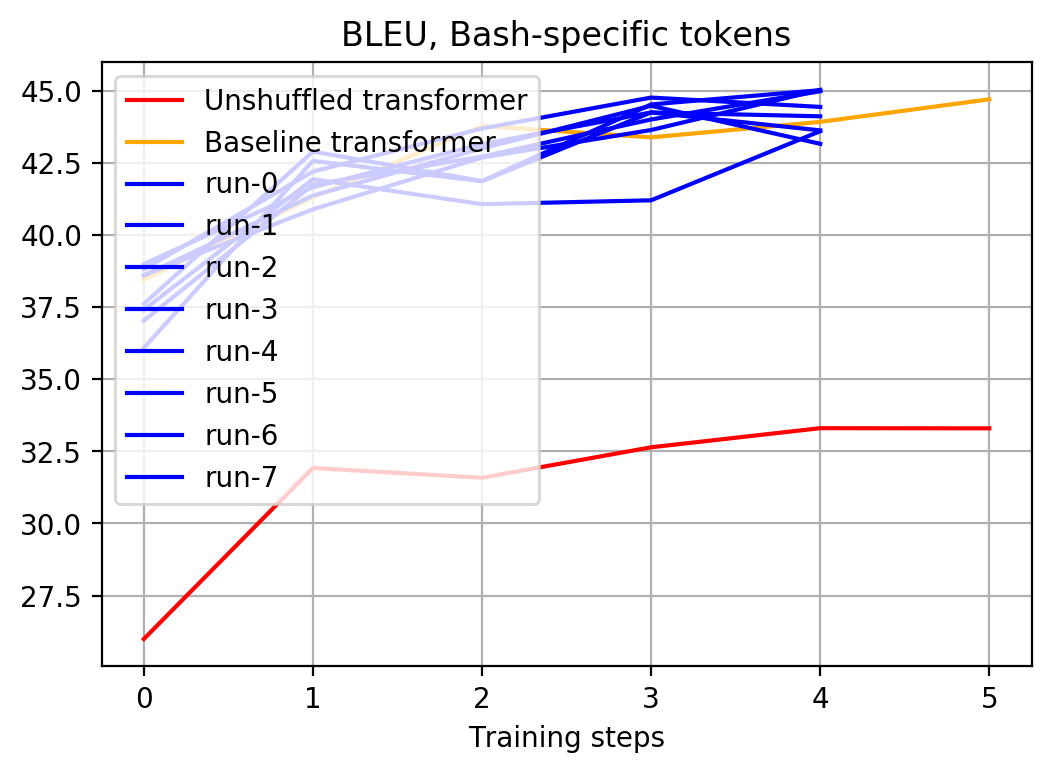 BLEU, Bash-specific tokens
45.0
42.5
40.0
37.5
35.0
32.5
30.0
27.5
Unshuffled transformer
Baseline transformer
run-0
run-1
run-2
run-3
run-4
run-5
run-6
run-7
0 1 2 3 4 5
Training steps